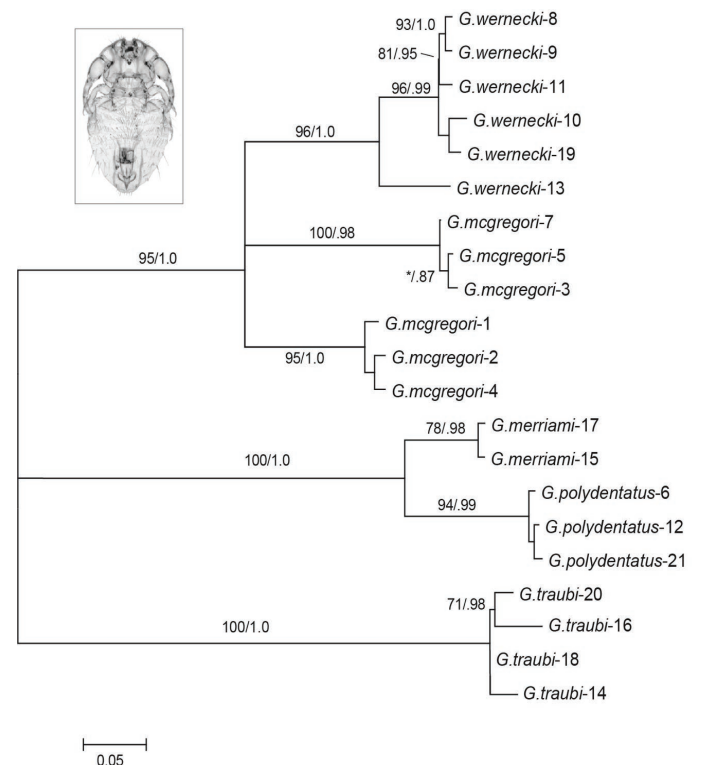 93/1.0
G.wernecki-8
81/.95
G.wernecki-9
96/.99
G.wernecki-11
G.wernecki-10
96/1.0
G.wernecki-19
G.wernecki-13
100/.98
G.mcgregori-7
95/1.0
G.mcgregori-5
*/.87
G.mcgregori-3
G.mcgregori-1
95/1.0
G.mcgregori-2
G.mcgregori-4
78/.98
G.merriami-17
100/1.0
G.merriami-15
94/.99
G.polydentatus-6
G.polydentatus-12
G.polydentatus-21
71/.98
G.traubi-20
100/1.0
G.traubi-16
G.traubi-18
G.traubi-14
0.05